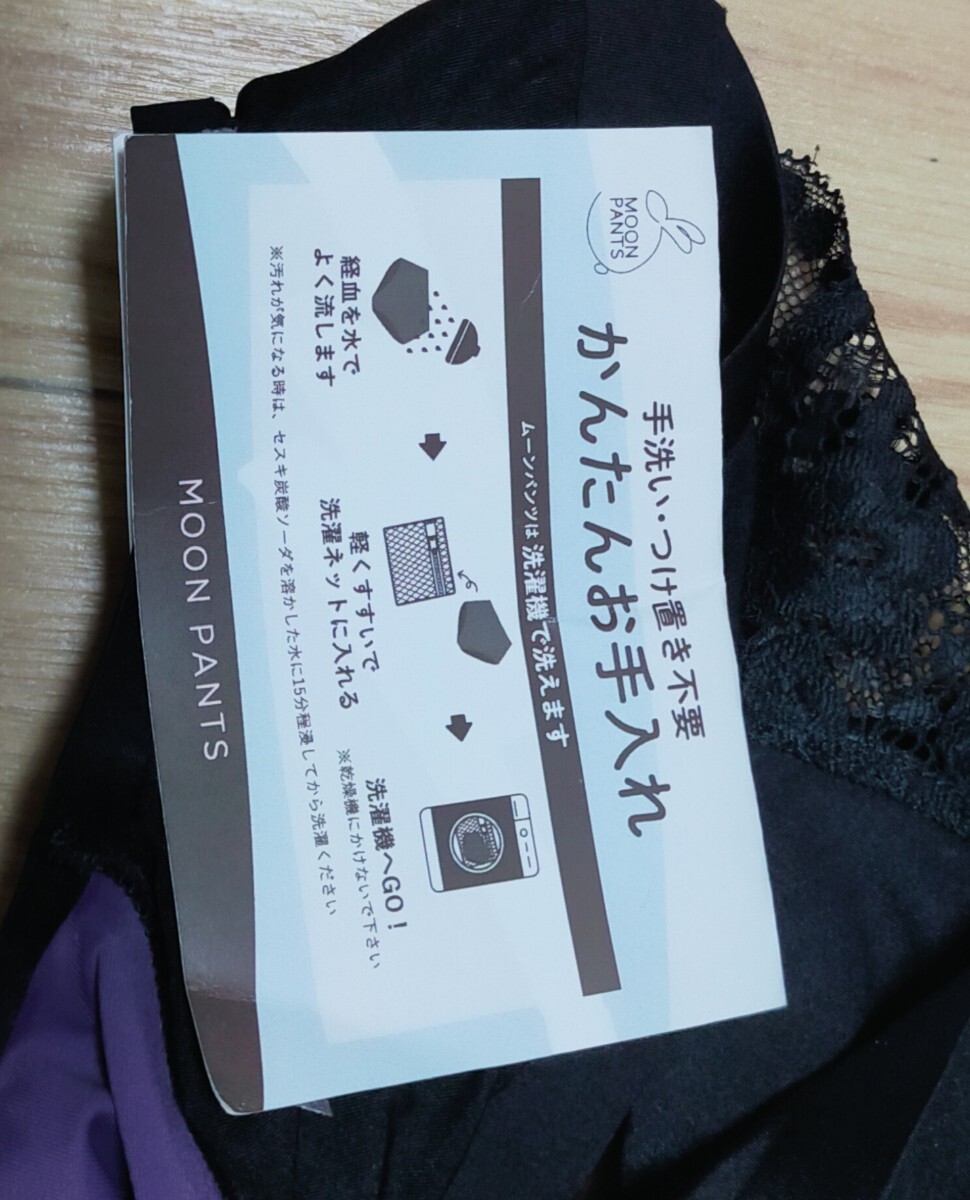 MOON
PANTS
手洗い・つけ置き不要
かんたんお手入れ
ムーンパンツは 洗濯機で洗えます
経血を水で
よく流します
軽くすすいで
洗濯ネットに入れる
洗濯機へGO！
※乾燥機にかけないで下さい
※汚れが気になる時は、セスキ炭酸ソーダを溶かした水に15分程浸してから洗濯ください
MOON PANTS